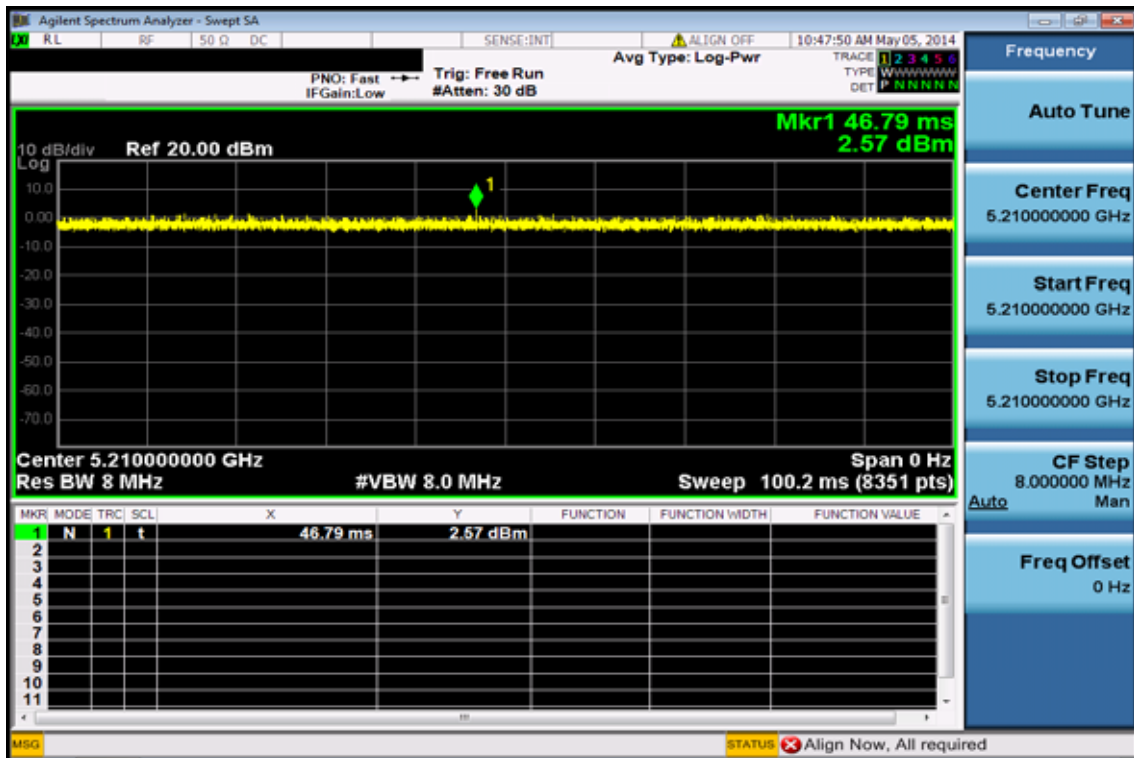 Agilent Spectrum Analyzer - Swept SA
LXI RL RF 50 Ω DC SENSE:INT ALIGN OFF 10:47:50 AM May 05, 2014
Avg Type: Log-Pwr TRACE 1 2 3 4 5 6
PNO: Fast Trig: Free Run TYPE WWWWWW
IFGain:Low #Atten: 30 dB DET P N N N N N
Mkr1 46.79 ms
10 dB/div Ref 20.00 dBm 2.57 dBm
Log
10.0
1
0.00
-10.0
-20.0
-30.0
-40.0
-50.0
-60.0
-70.0
Center 5.210000000 GHz Span 0 Hz
Res BW 8 MHz #VBW 8.0 MHz Sweep 100.2 ms (8351 pts)
MKR MODE TRC SCL X Y FUNCTION FUNCTION WIDTH FUNCTION VALUE
1 N 1 t 46.79 ms 2.57 dBm
2
3
4
5
6
7
8
9
10
11
MSG STATUS Align Now, All required
Frequency
Auto Tune
Center Freq
5.210000000 GHz
Start Freq
5.210000000 GHz
Stop Freq
5.210000000 GHz
CF Step
8.000000 MHz
Auto Man
Freq Offset
0 Hz